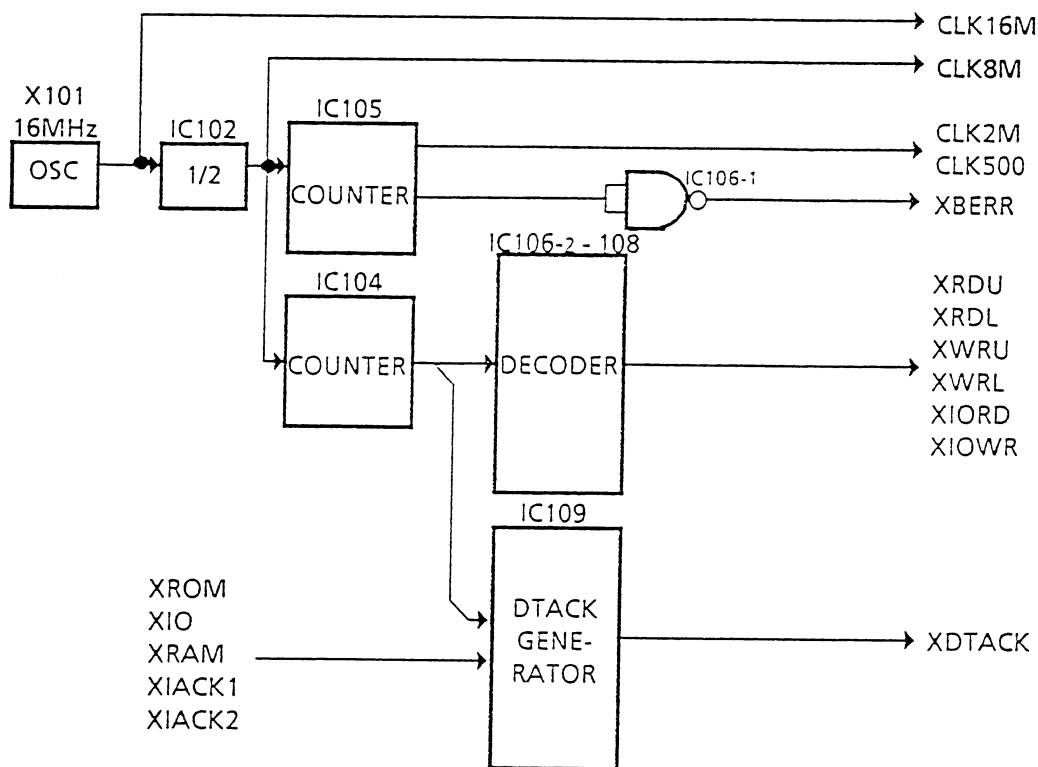 CLK16M
CLK8M
X101
16MHz
OSC
IC102
1/2
IC105
COUNTER
CLK2M
CLK500
IC106-1
XBERR
IC106-2 - 108
DECODER
IC104
COUNTER
XRDU
XRDL
XWRU
XWRL
XIORD
XIOWR
IC109
DTACK
GENE-
RATOR
XROM
XIO
XRAM
XIACK1
XIACK2
XDTACK